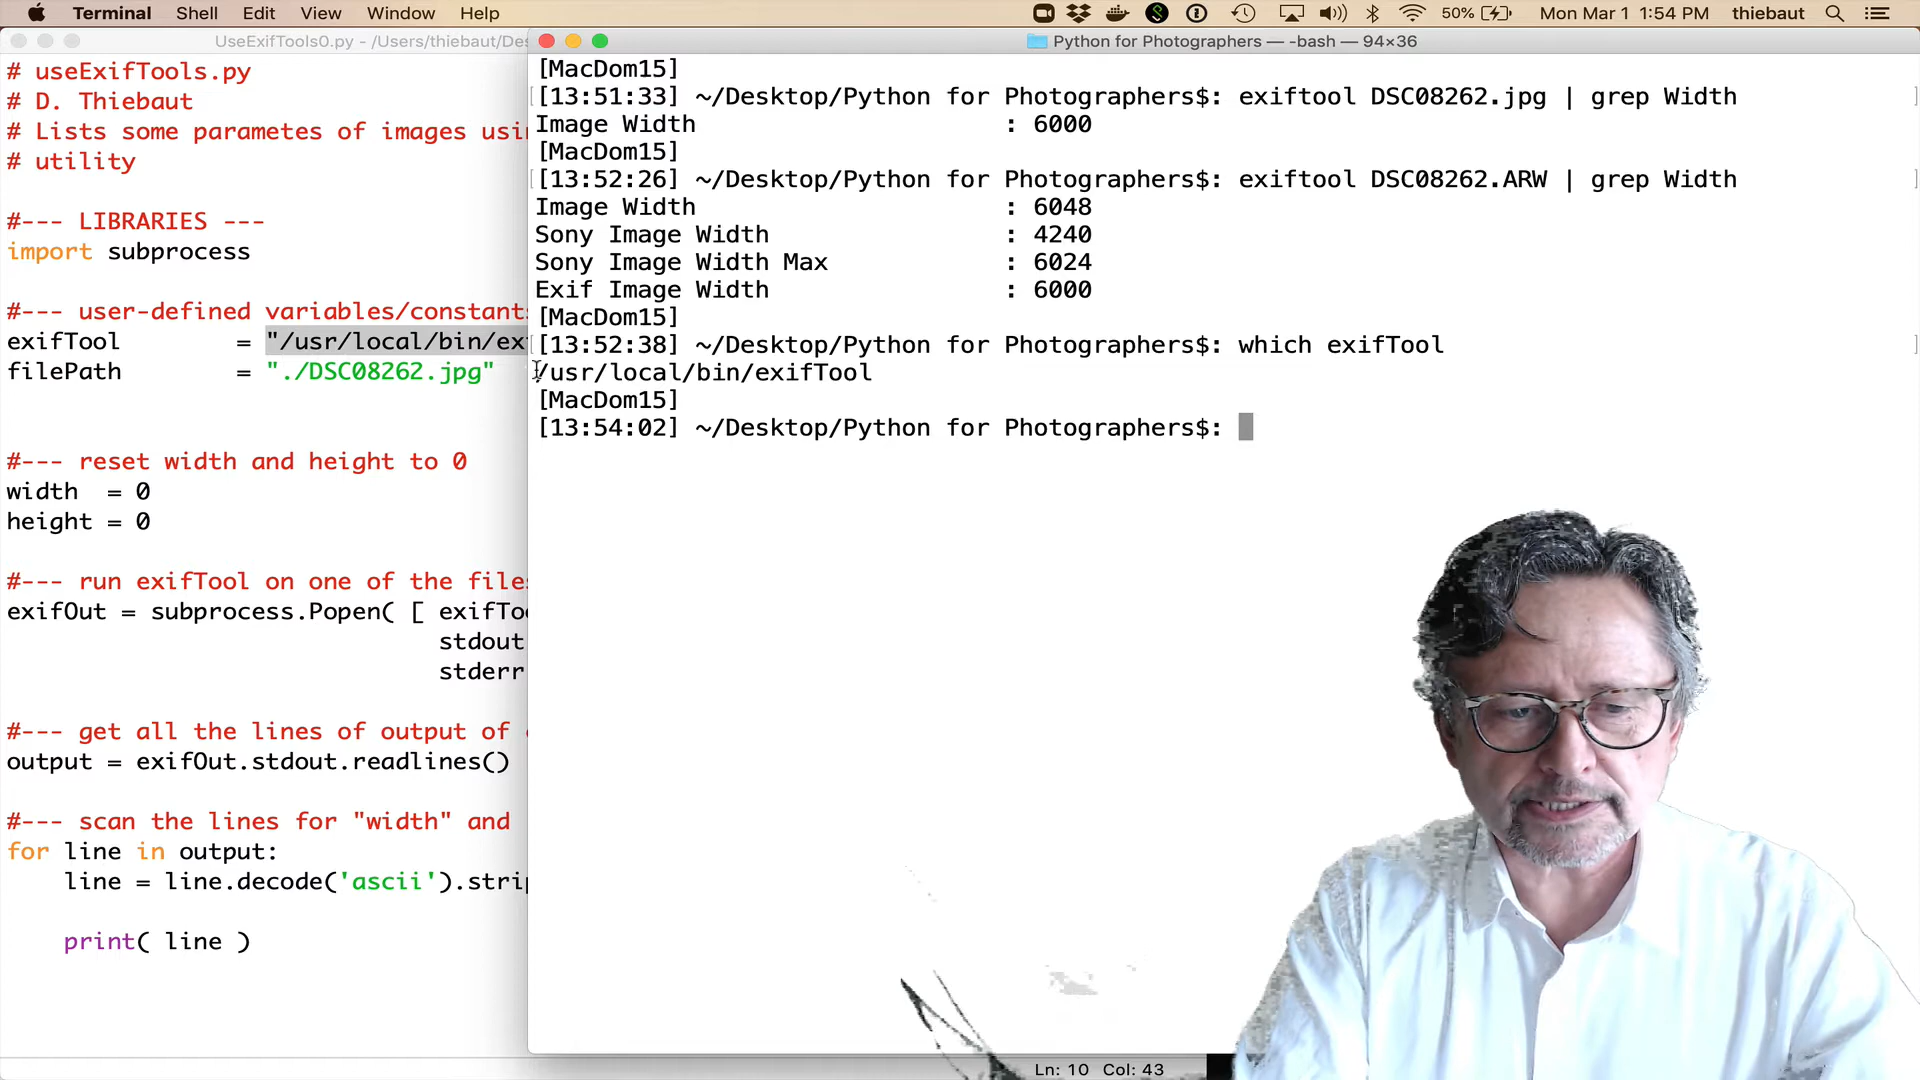 Terminal Shell Edit View Window Help 50% Mon Mar 1 1:54 PM thiebaut
UseExifTools0.py - /Users/thiebaut/Des
# useExifTools.py
# D. Thiebaut
# Lists some parametes of images usin
# utility
#--- LIBRARIES ---
import subprocess
#--- user-defined variables/constants
exifTool = "/usr/local/bin/ex
filePath = "./DSC08262.jpg"
#--- reset width and height to 0
width = 0
height = 0
#--- run exifTool on one of the files
exifOut = subprocess.Popen( [ exifToo
stdout
stderr
#--- get all the lines of output of
output = exifOut.stdout.readlines()
#--- scan the lines for "width" and
for line in output:
line = line.decode('ascii').strip
print( line )
Python for Photographers — -bash — 94×36
[MacDom15]
[13:51:33] ~/Desktop/Python for Photographers$: exiftool DSC08262.jpg | grep Width
Image Width : 6000
[MacDom15]
[13:52:26] ~/Desktop/Python for Photographers$: exiftool DSC08262.ARW | grep Width
Image Width : 6048
Sony Image Width : 4240
Sony Image Width Max : 6024
Exif Image Width : 6000
[MacDom15]
[13:52:38] ~/Desktop/Python for Photographers$: which exifTool
/usr/local/bin/exifTool
[MacDom15]
[13:54:02] ~/Desktop/Python for Photographers$:
Ln: 10 Col: 43